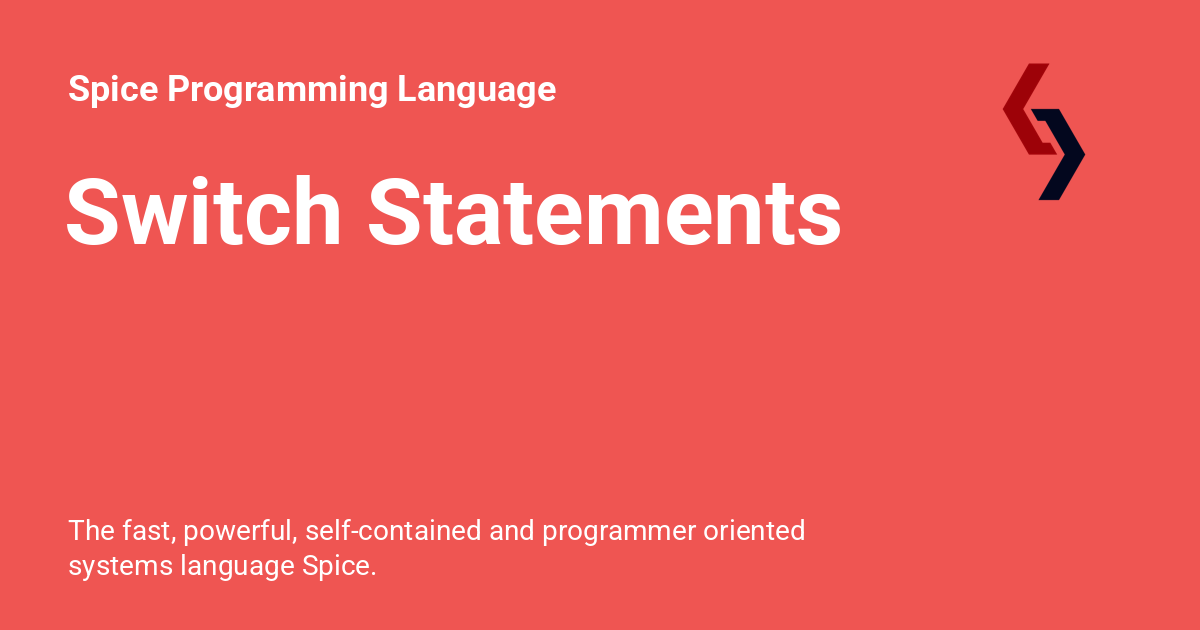 Spice Programming Language
Switch Statements
The fast, powerful, self-contained and programmer oriented
systems language Spice.